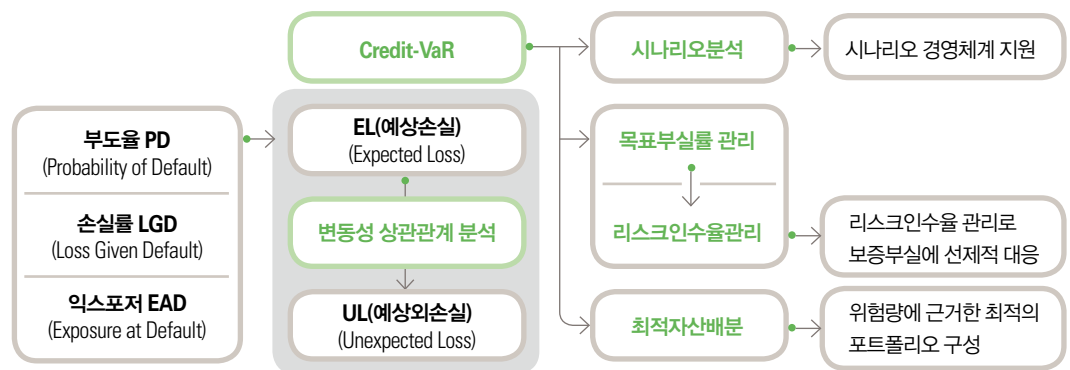 부도율 PD
(Probability of Default)
손실률 LGD
(Loss Given Default)
익스포저 EAD
(Exposure at Default)
Credit-VaR
EL(예상손실)
(Expected Loss)
변동성 상관관계 분석
UL(예상외손실)
(Unexpected Loss)
시나리오분석
시나리오 경영체계 지원
목표부실률 관리
리스크인수율관리
리스크인수율 관리로
보증부실에 선제적 대응
최적자산배분
위험량에 근거한 최적의
포트폴리오 구성